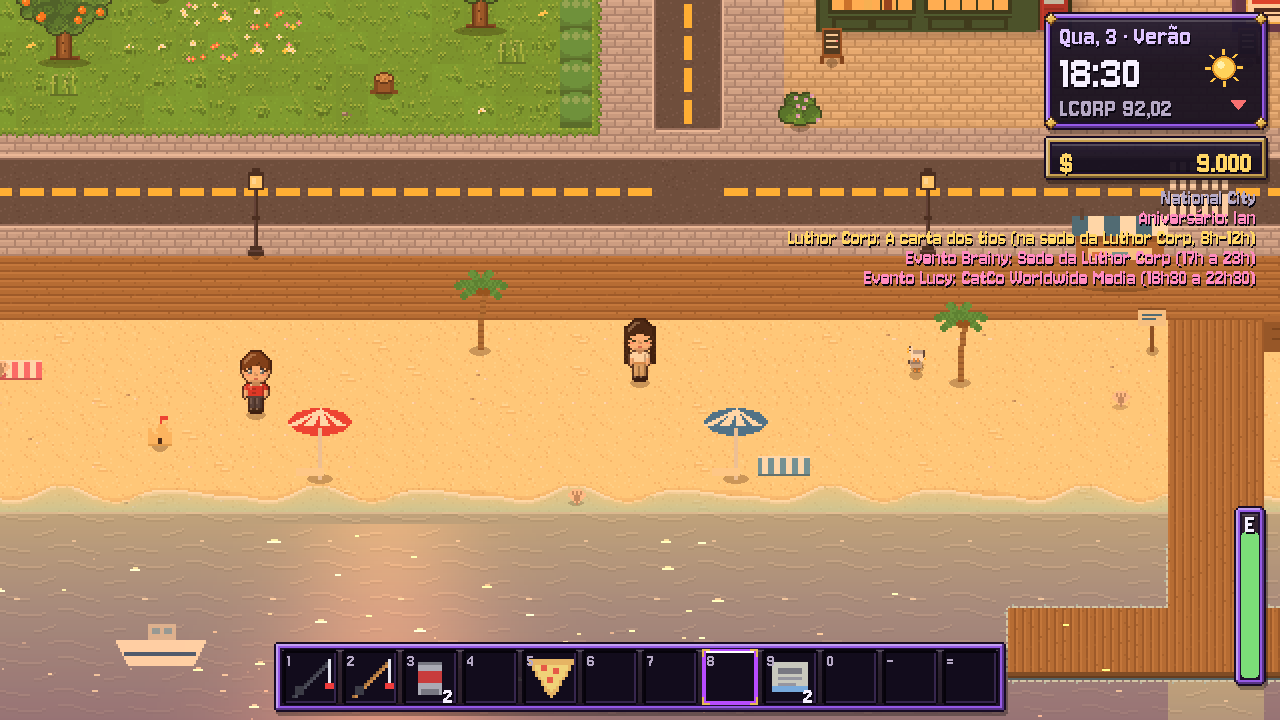 Qua, 3 · Verão
18:30
LCORP 92,02
$ 9.000
National City
Aniversário: Ian
Luthor Corp: A carta dos tios (na sede da Luthor Corp, 8h-12h)
Evento Brainy: Sede da Luthor Corp (17h a 23h)
Evento Lucy: CatCo Worldwide Media (18h30 a 22h30)
E
1 2 3 4 5 6 7 8 9 0 - =
2 2